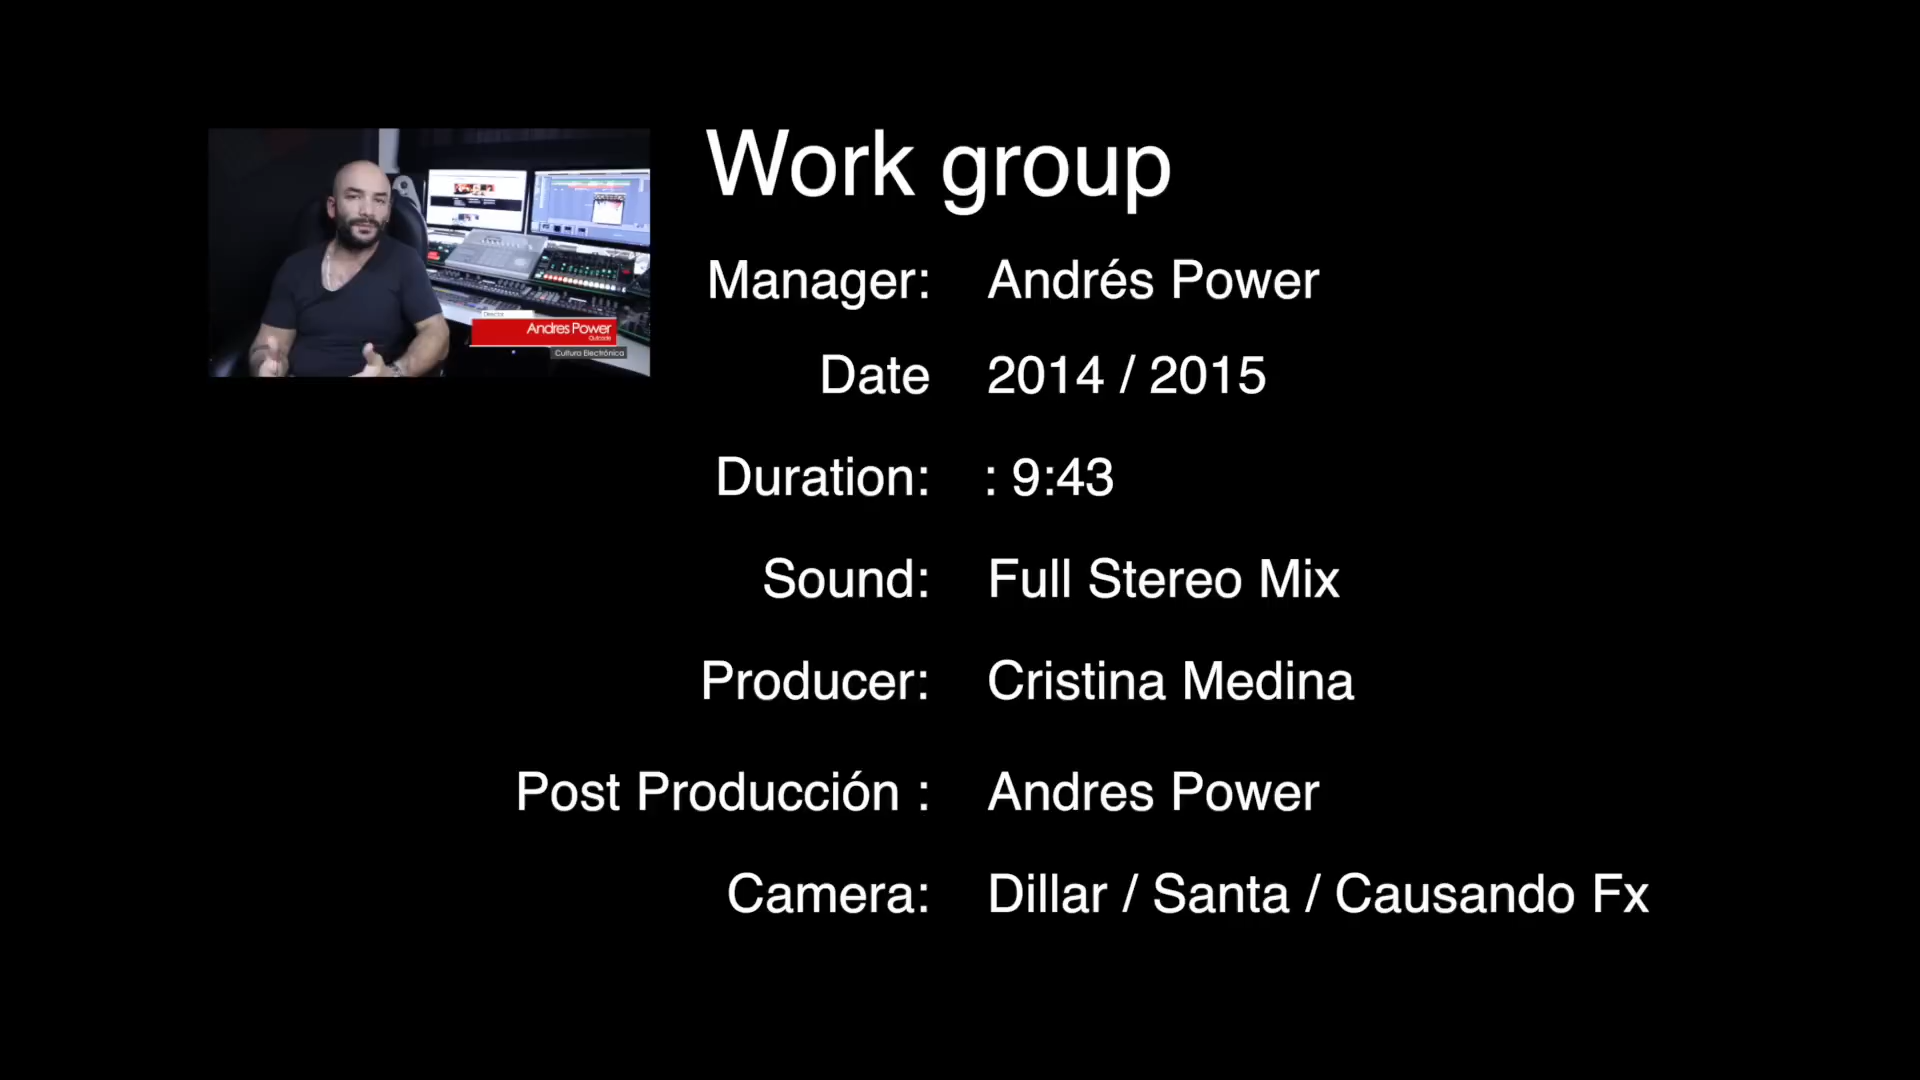 Work group
Manager: Andrés Power
Date 2014 / 2015
Duration: : 9:43
Sound: Full Stereo Mix
Producer: Cristina Medina
Post Producción : Andres Power
Camera: Dillar / Santa / Causando Fx
Director
Andres Power
Cultura Electrónica